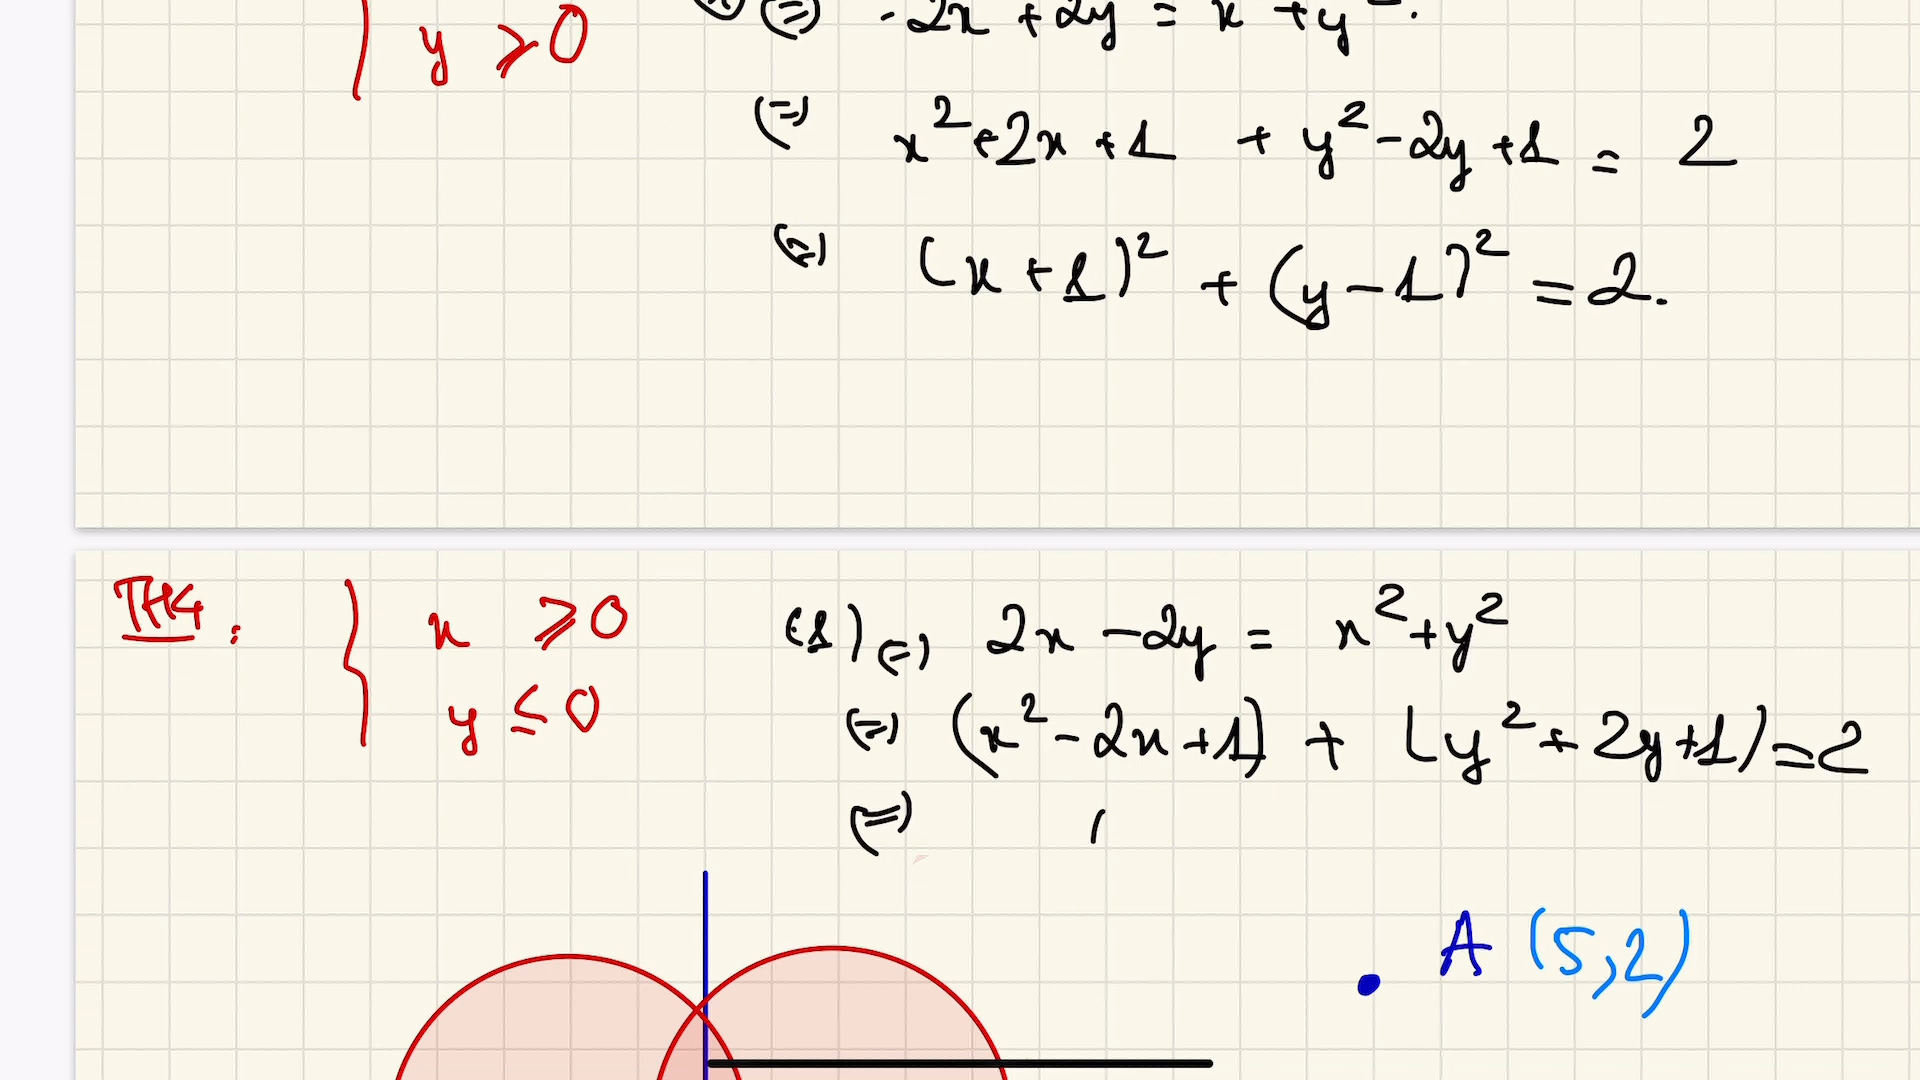 (=) -2x + 2y = x + y².
y ⩾ 0
(=) x² + 2x + 1 + y² - 2y + 1 = 2
(=) (x + 1)² + (y - 1)² = 2.
TH4 : { x ⩾ 0 (1) (=) 2x - 2y = x² + y²
y ≤ 0 (=) (x² - 2x + 1) + (y² + 2y + 1) = 2
(=) (
A (5,2)